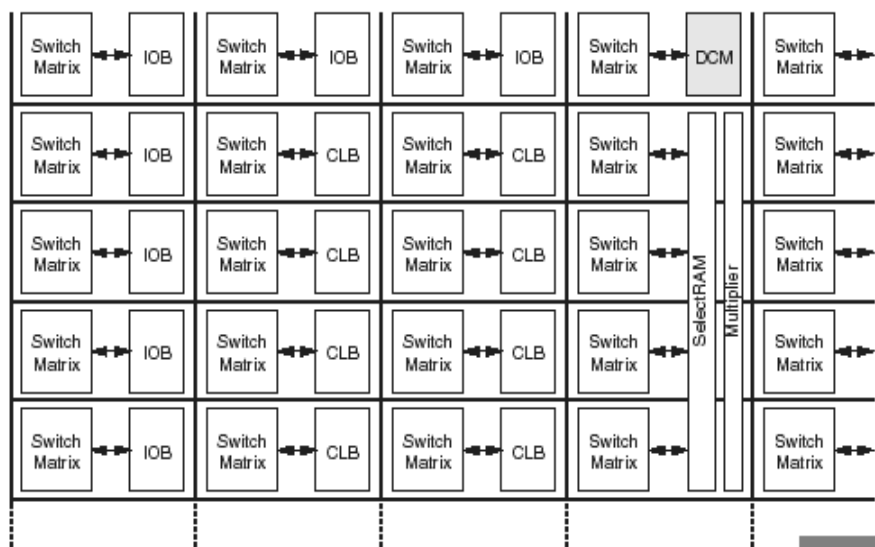 Switch
Matrix
IOB
Switch
Matrix
IOB
Switch
Matrix
IOB
Switch
Matrix
DCM
Switch
Matrix
Switch
Matrix
IOB
Switch
Matrix
CLB
Switch
Matrix
CLB
Switch
Matrix
Switch
Matrix
Switch
Matrix
IOB
Switch
Matrix
CLB
Switch
Matrix
CLB
Switch
Matrix
SelectRAM
Multiplier
Switch
Matrix
Switch
Matrix
IOB
Switch
Matrix
CLB
Switch
Matrix
CLB
Switch
Matrix
Switch
Matrix
Switch
Matrix
IOB
Switch
Matrix
CLB
Switch
Matrix
CLB
Switch
Matrix
Switch
Matrix